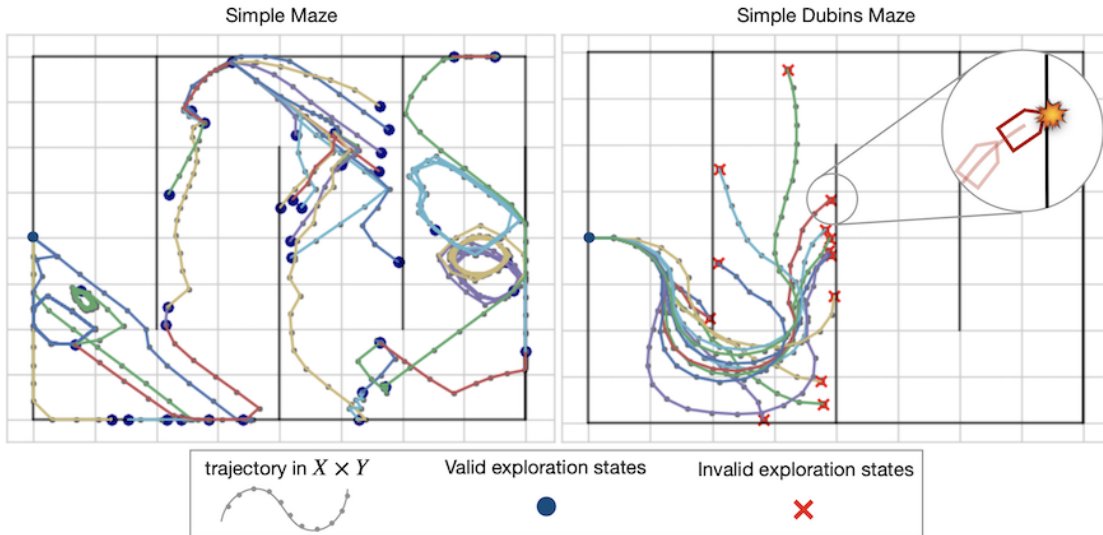 Simple Maze
Simple Dubins Maze
trajectory in X × Y
Valid exploration states
Invalid exploration states